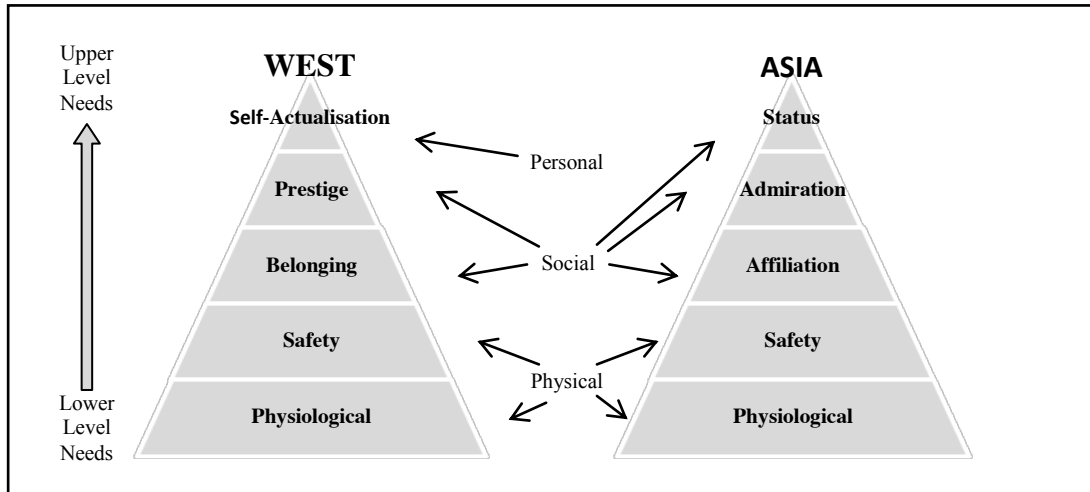 Upper
Level
Needs
WEST
ASIA
Self-Actualisation
Status
Personal
Prestige
Admiration
Belonging
Social
Affiliation
Safety
Safety
Physical
Lower
Level
Needs
Physiological
Physiological